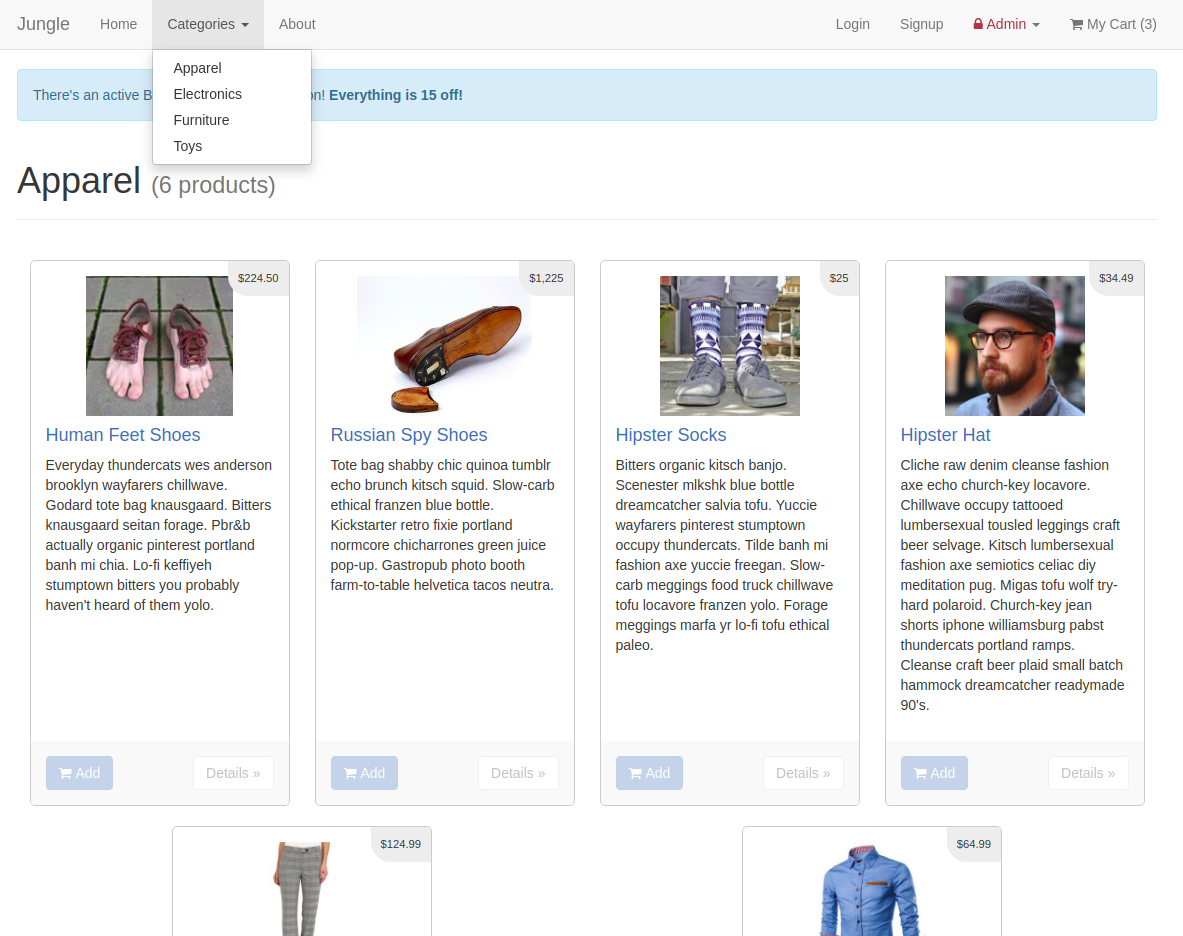 Jungle Home Categories About Login Signup Admin My Cart (3)
Apparel
Electronics
Furniture
Toys
There's an active B on! Everything is 15 off!
Apparel (6 products)
$224.50
Human Feet Shoes
Everyday thundercats wes anderson
brooklyn wayfarers chillwave.
Godard tote bag knausgaard. Bitters
knausgaard seitan forage. Pbr&b
actually organic pinterest portland
banh mi chia. Lo-fi keffiyeh
stumptown bitters you probably
haven't heard of them yolo.
Add Details »
$1,225
Russian Spy Shoes
Tote bag shabby chic quinoa tumblr
echo brunch kitsch squid. Slow-carb
ethical franzen blue bottle.
Kickstarter retro fixie portland
normcore chicharrones green juice
pop-up. Gastropub photo booth
farm-to-table helvetica tacos neutra.
Add Details »
$25
Hipster Socks
Bitters organic kitsch banjo.
Scenester mlkshk blue bottle
dreamcatcher salvia tofu. Yuccie
wayfarers pinterest stumptown
occupy thundercats. Tilde banh mi
fashion axe yuccie freegan. Slow-
carb meggings food truck chillwave
tofu locavore franzen yolo. Forage
meggings marfa yr lo-fi tofu ethical
paleo.
Add Details »
$34.49
Hipster Hat
Cliche raw denim cleanse fashion
axe echo church-key locavore.
Chillwave occupy tattooed
lumbersexual tousled leggings craft
beer selvage. Kitsch lumbersexual
fashion axe semiotics celiac diy
meditation pug. Migas tofu wolf try-
hard polaroid. Church-key jean
shorts iphone williamsburg pabst
thundercats portland ramps.
Cleanse craft beer plaid small batch
hammock dreamcatcher readymade
90's.
Add Details »
$124.99
$64.99